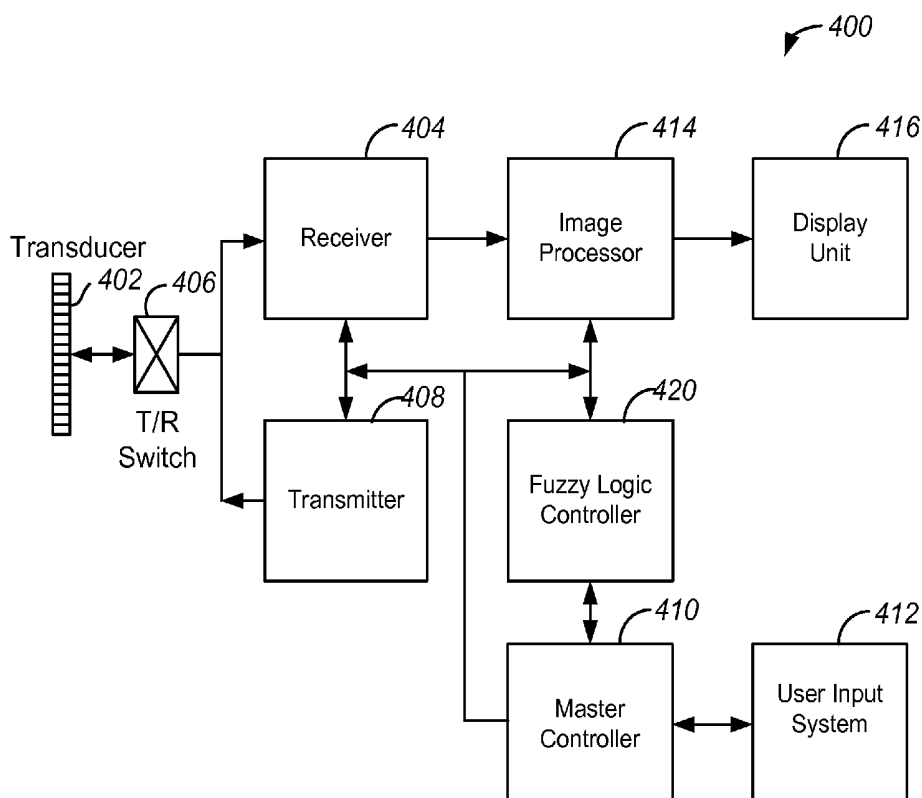 400
404
414
416
Receiver
Image
Processor
Display
Unit
Transducer
402
406
T/R
Switch
408
420
Transmitter
Fuzzy Logic
Controller
410
412
Master
Controller
User Input
System